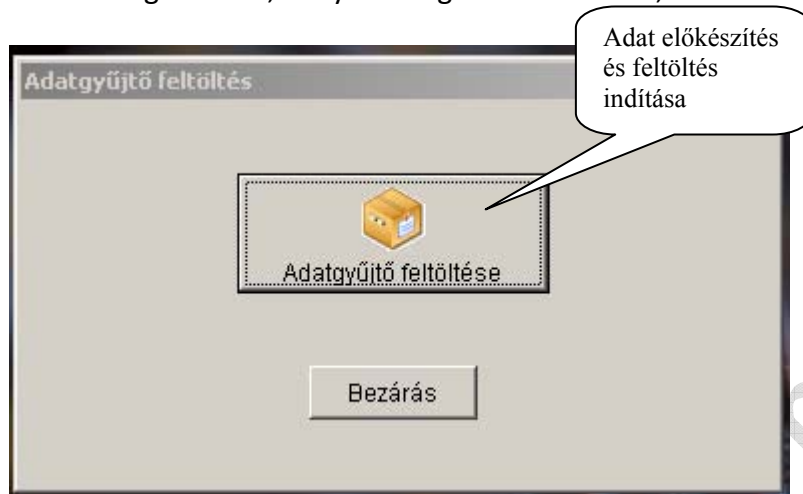 Adat előkészítés
és feltöltés
indítása
Adatgyűjtő feltöltés
Adatgyűjtő feltöltése
Bezárás